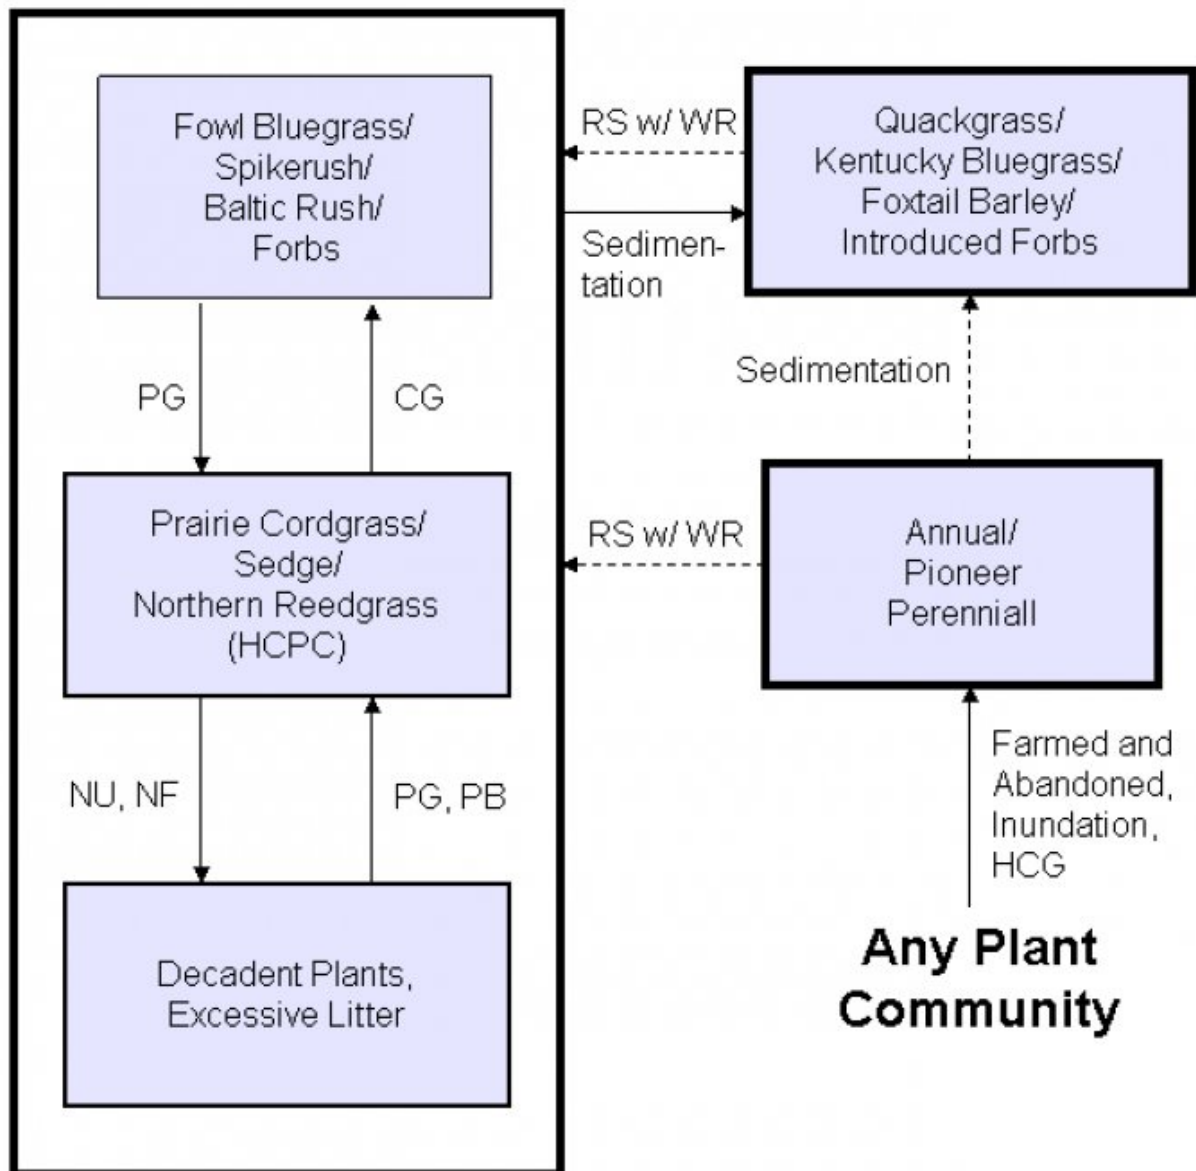 Fowl Bluegrass/
Spikerush/
Baltic Rush/
Forbs
RS w/ WR
Quackgrass/
Kentucky Bluegrass/
Foxtail Barley/
Introduced Forbs
Sedimen-
tation
PG
CG
Sedimentation
Prairie Cordgrass/
Sedge/
Northern Reedgrass
(HCPC)
RS w/ WR
Annual/
Pioneer
Perenniall
NU, NF
PG, PB
Farmed and
Abandoned,
Inundation,
HCG
Decadent Plants,
Excessive Litter
Any Plant
Community